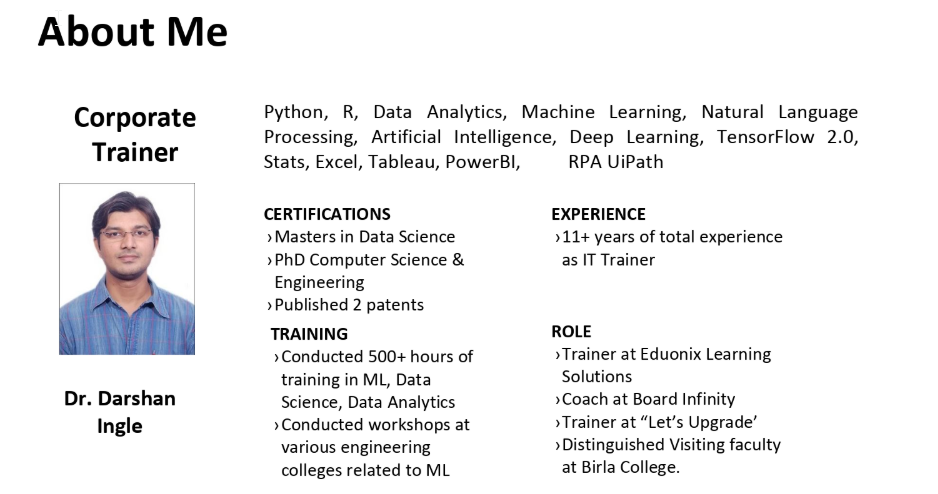 About Me
Corporate
Trainer
Dr. Darshan
Ingle
Python, R, Data Analytics, Machine Learning, Natural Language
Processing, Artificial Intelligence, Deep Learning, TensorFlow 2.0,
Stats, Excel, Tableau, PowerBI, RPA UiPath
CERTIFICATIONS
›Masters in Data Science
›PhD Computer Science &
Engineering
›Published 2 patents
TRAINING
›Conducted 500+ hours of
training in ML, Data
Science, Data Analytics
›Conducted workshops at
various engineering
colleges related to ML
EXPERIENCE
›11+ years of total experience
as IT Trainer
ROLE
›Trainer at Eduonix Learning
Solutions
›Coach at Board Infinity
›Trainer at “Let’s Upgrade’
›Distinguished Visiting faculty
at Birla College.